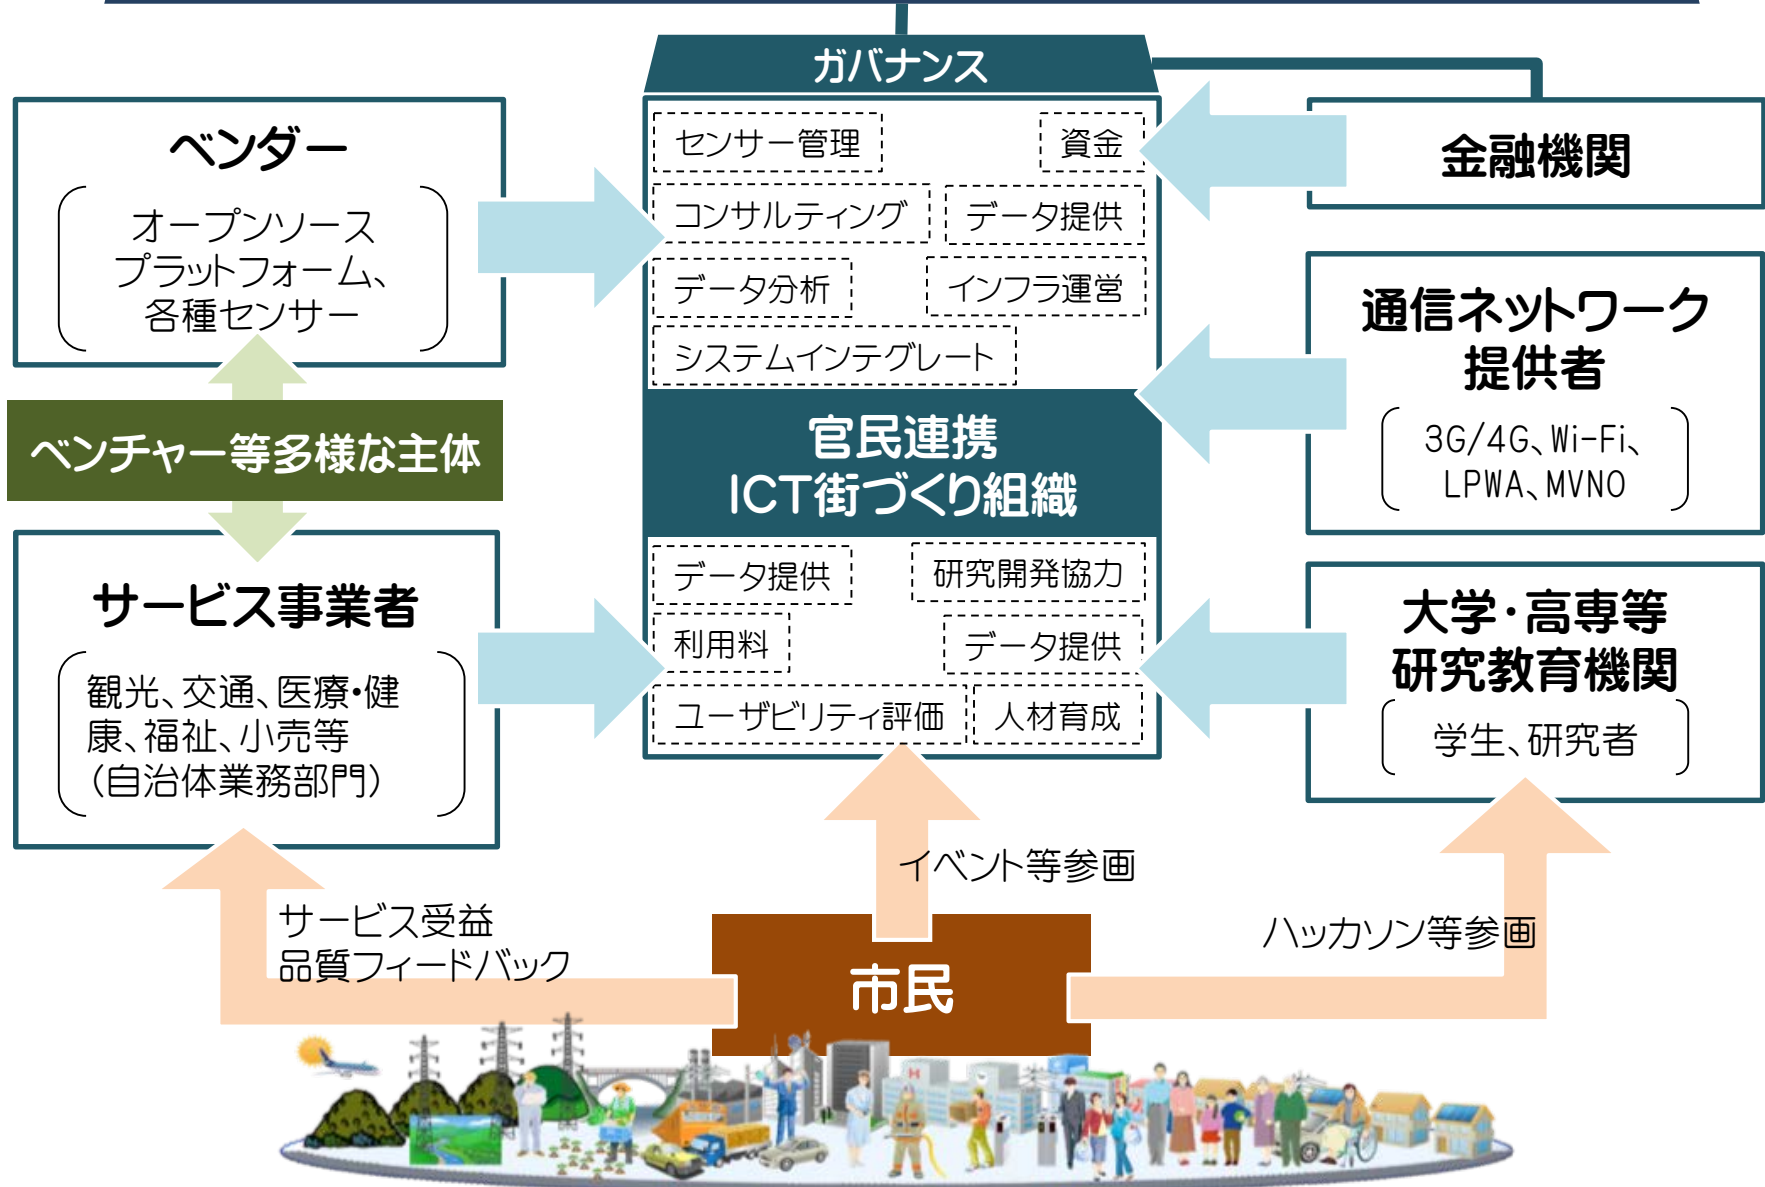 ガバナンス
ベンダー
オープンソース
プラットフォーム、
各種センサー
ベンチャー等多様な主体
サービス事業者
観光、交通、医療・健
康、福祉、小売等
(自治体業務部門)
センサー管理
資金
コンサルティング
データ提供
データ分析
インフラ運営
システムインテグレート
官民連携
ICT街づくり組織
データ提供
研究開発協力
利用料
データ提供
ユーザビリティ評価
人材育成
金融機関
通信ネットワーク
提供者
3G/4G、Wi-Fi、
LPWA、MVNO
大学・高専等
研究教育機関
学生、研究者
サービス受益
品質フィードバック
イベント等参画
ハッカソン等参画
市民
H